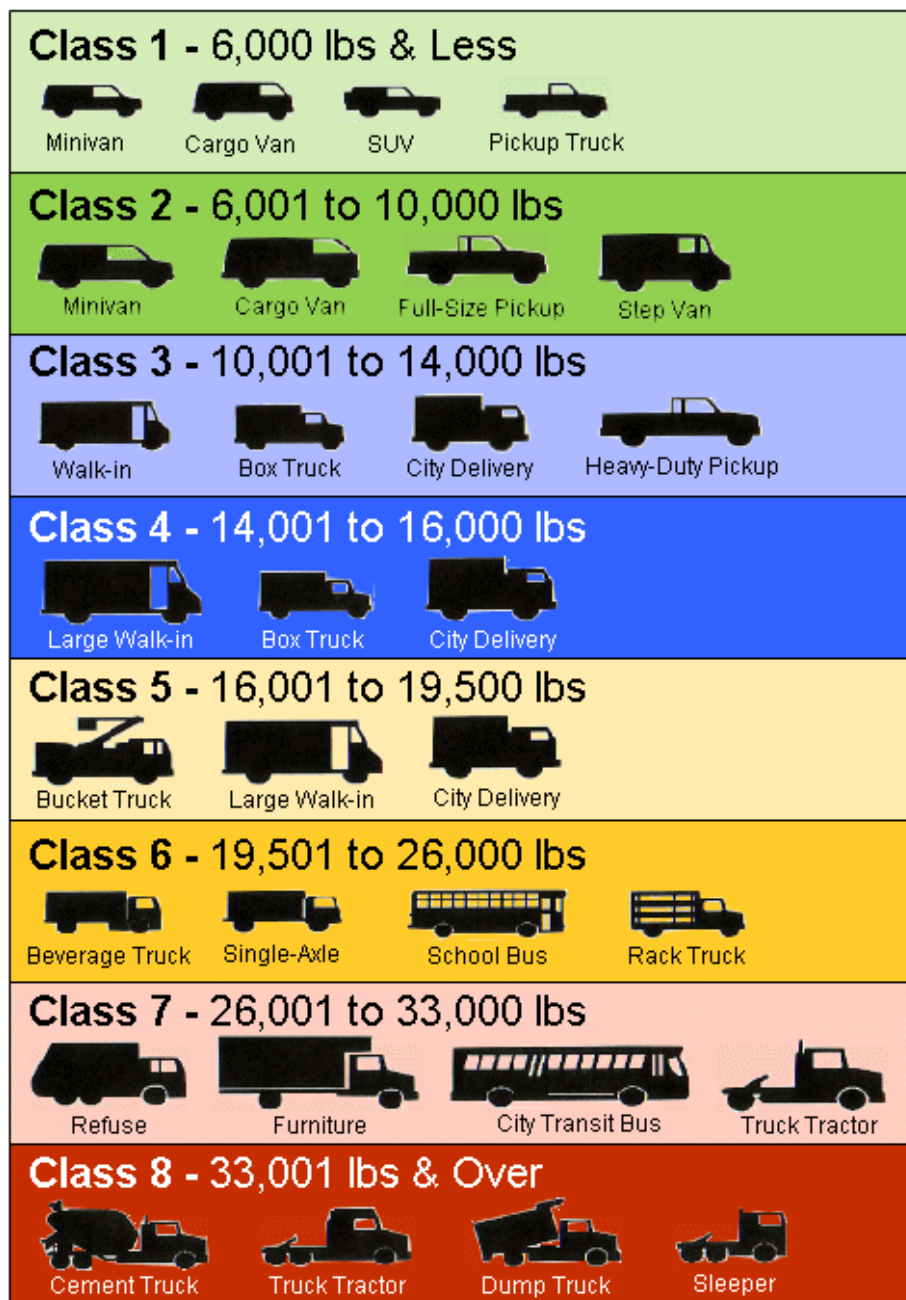 Class 1 - 6,000 lbs & Less
Minivan Cargo Van SUV Pickup Truck
Class 2 - 6,001 to 10,000 lbs
Minivan Cargo Van Full-Size Pickup Step Van
Class 3 - 10,001 to 14,000 lbs
Walk-in Box Truck City Delivery Heavy-Duty Pickup
Class 4 - 14,001 to 16,000 lbs
Large Walk-in Box Truck City Delivery
Class 5 - 16,001 to 19,500 lbs
Bucket Truck Large Walk-in City Delivery
Class 6 - 19,501 to 26,000 lbs
Beverage Truck Single-Axle School Bus Rack Truck
Class 7 - 26,001 to 33,000 lbs
Refuse Furniture City Transit Bus Truck Tractor
Class 8 - 33,001 lbs & Over
Cement Truck Truck Tractor Dump Truck Sleeper